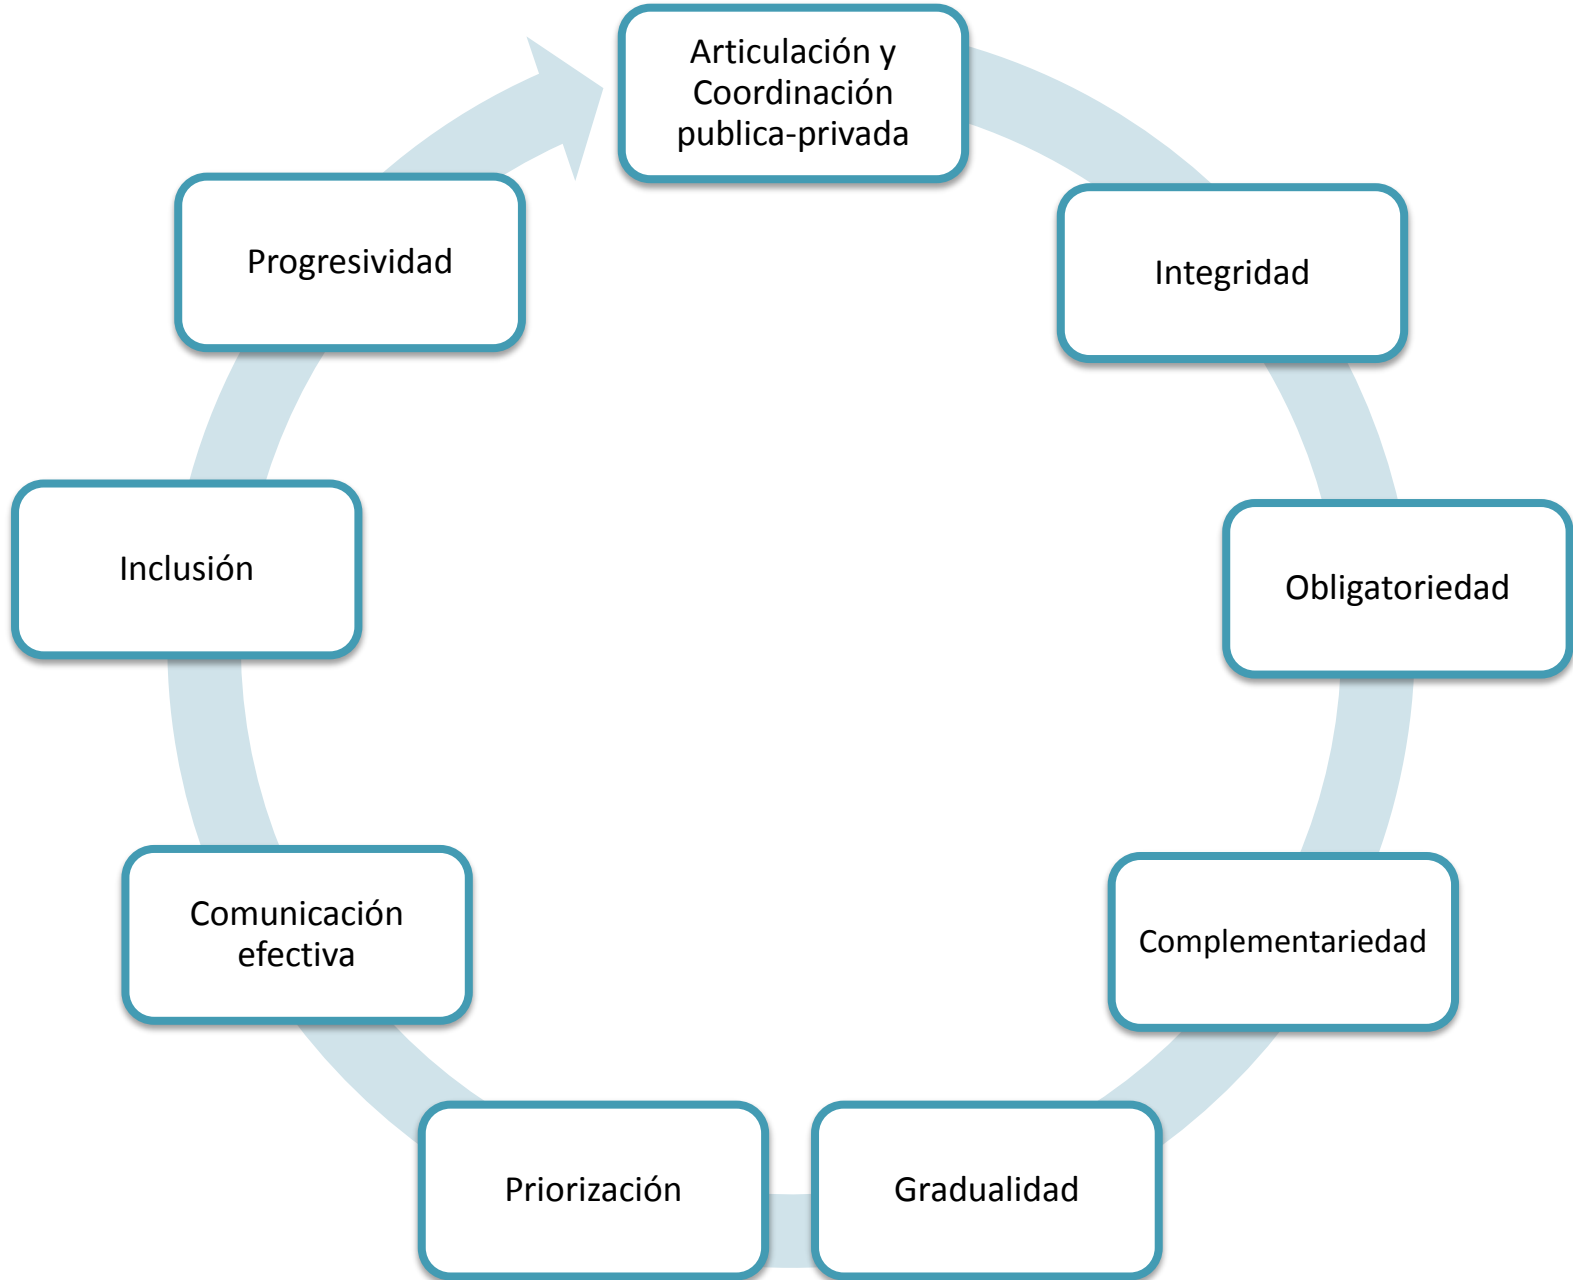 Articulación y
Coordinación
publica-privada
Integridad
Obligatoriedad
Complementariedad
Gradualidad
Priorización
Comunicación
efectiva
Inclusión
Progresividad